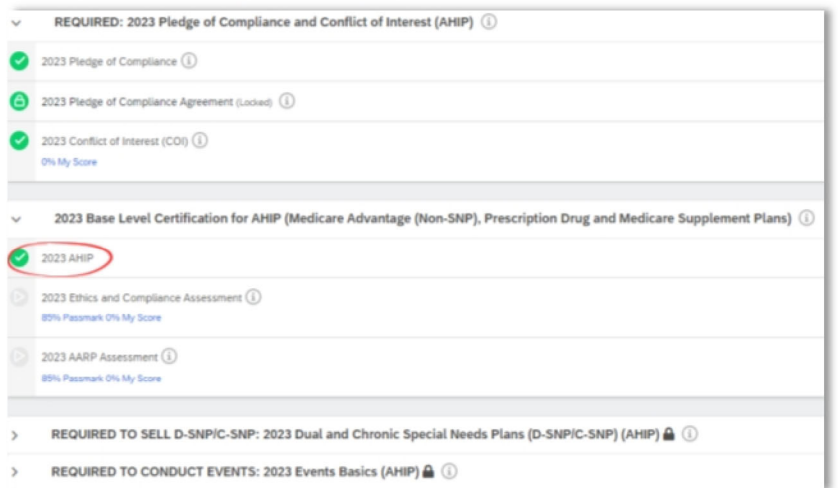 REQUIRED: 2023 Pledge of Compliance and Conflict of Interest (AHIP)
2023 Pledge of Compliance
2023 Pledge of Compliance Agreement (Locked)
2023 Conflict of Interest (COI)
0% My Score
2023 Base Level Certification for AHIP (Medicare Advantage (Non-SNP), Prescription Drug and Medicare Supplement Plans)
2023 AHIP
2023 Ethics and Compliance Assessment
85% Passmark 0% My Score
2023 AARP Assessment
85% Passmark 0% My Score
REQUIRED TO SELL D-SNP/C-SNP: 2023 Dual and Chronic Special Needs Plans (D-SNP/C-SNP) (AHIP)
REQUIRED TO CONDUCT EVENTS: 2023 Events Basics (AHIP)